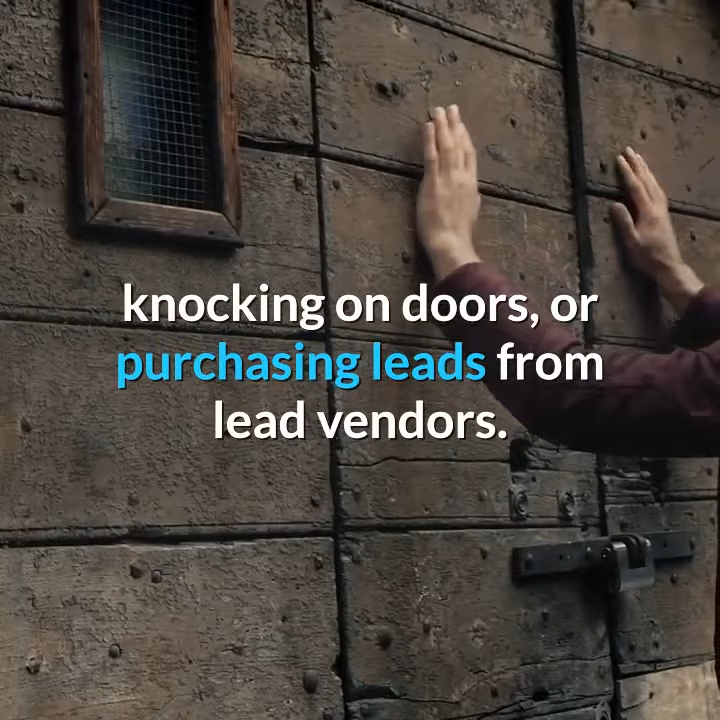 knocking on doors, or
purchasing leads from
lead vendors.